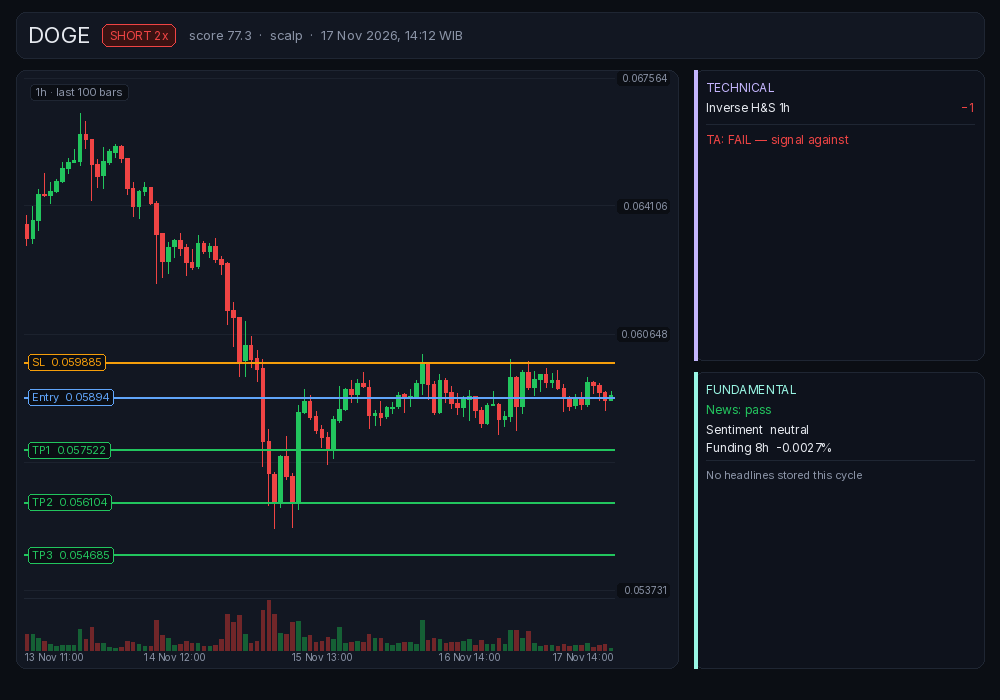 DOGE SHORT 2x score 77.3 · scalp · 17 Nov 2026, 14:12 WIB
1h · last 100 bars
0.067564
0.064106
0.060648
0.053731
SL 0.059885
Entry 0.05894
TP1 0.057522
TP2 0.056104
TP3 0.054685
13 Nov 11:00 14 Nov 12:00 15 Nov 13:00 16 Nov 14:00 17 Nov 14:00
TECHNICAL
Inverse H&S 1h −1
TA: FAIL — signal against
FUNDAMENTAL
News: pass
Sentiment neutral
Funding 8h -0.0027%
No headlines stored this cycle